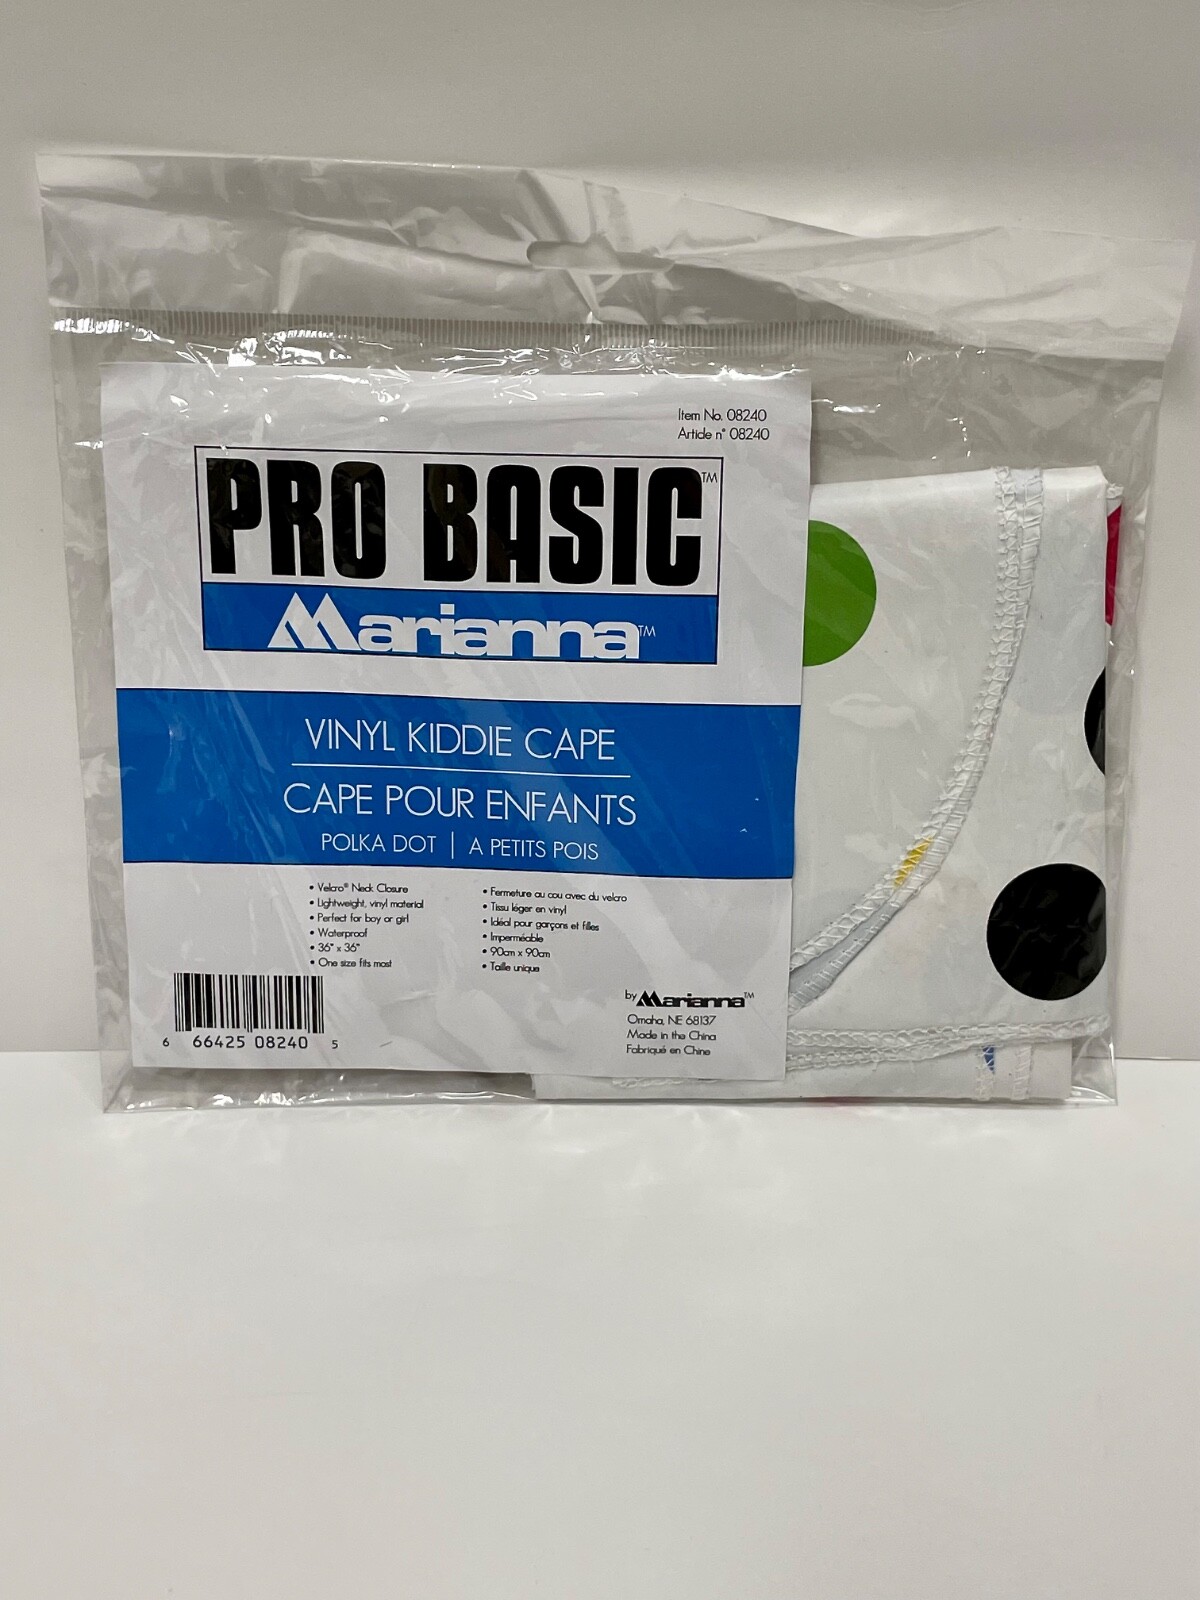 Item No. 08240
Article n° 08240
PRO BASIC™
Marianna™
VINYL KIDDIE CAPE
CAPE POUR ENFANTS
POLKA DOT | A PETITS POIS
• Velcro® Neck Closure
• Lightweight, vinyl material
• Perfect for boy or girl
• Waterproof
• 36" x 36"
• One size fits most
• Fermeture au cou avec du velcro
• Tissu léger en vinyl
• Idéal pour garçons et filles
• Imperméable
• 90cm x 90cm
• Taille unique
6 66425 08240 5
by Marianna™
Omaha, NE 68137
Made in the China
Fabriqué en Chine